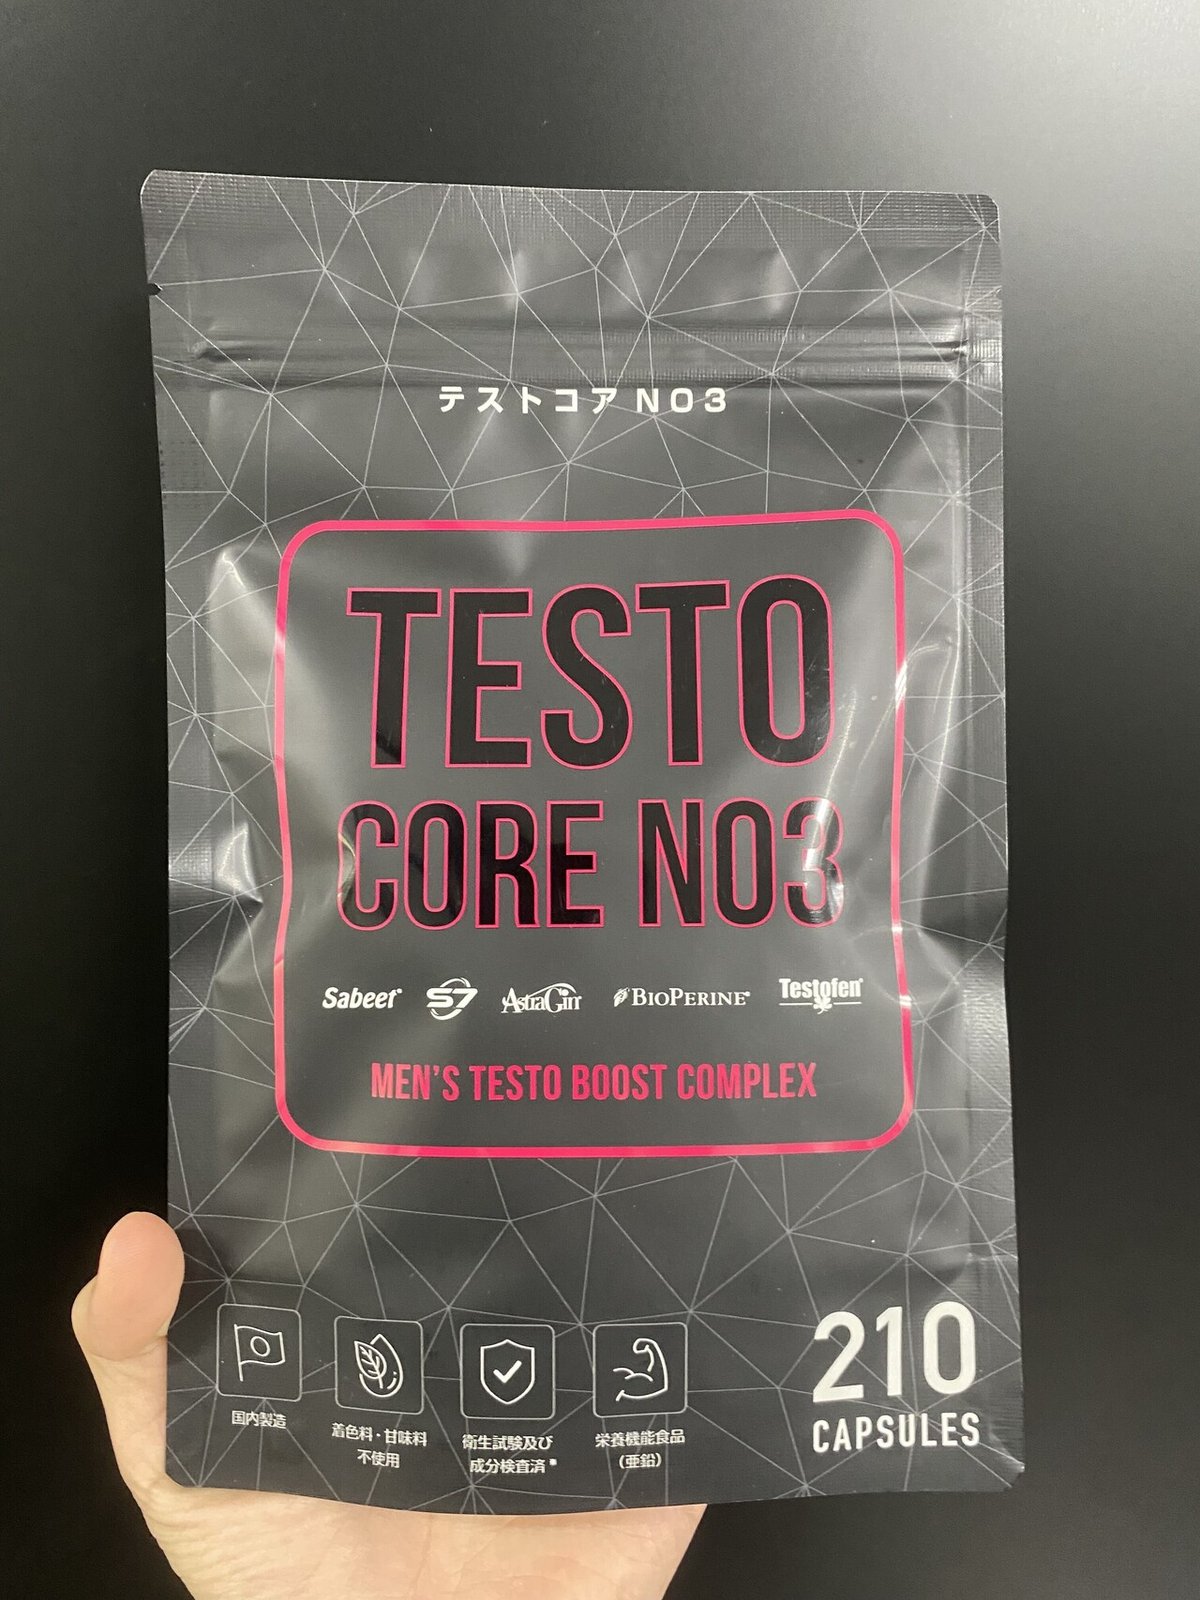 テストコア NO3
TESTO
CORE NO3
Sabeet® S7 AstraGin BIOPERINE® Testofen®
MEN'S TESTO BOOST COMPLEX
国内製造
着色料・甘味料
不使用
衛生試験及び
成分検査済※
栄養機能食品
（亜鉛）
210
CAPSULES